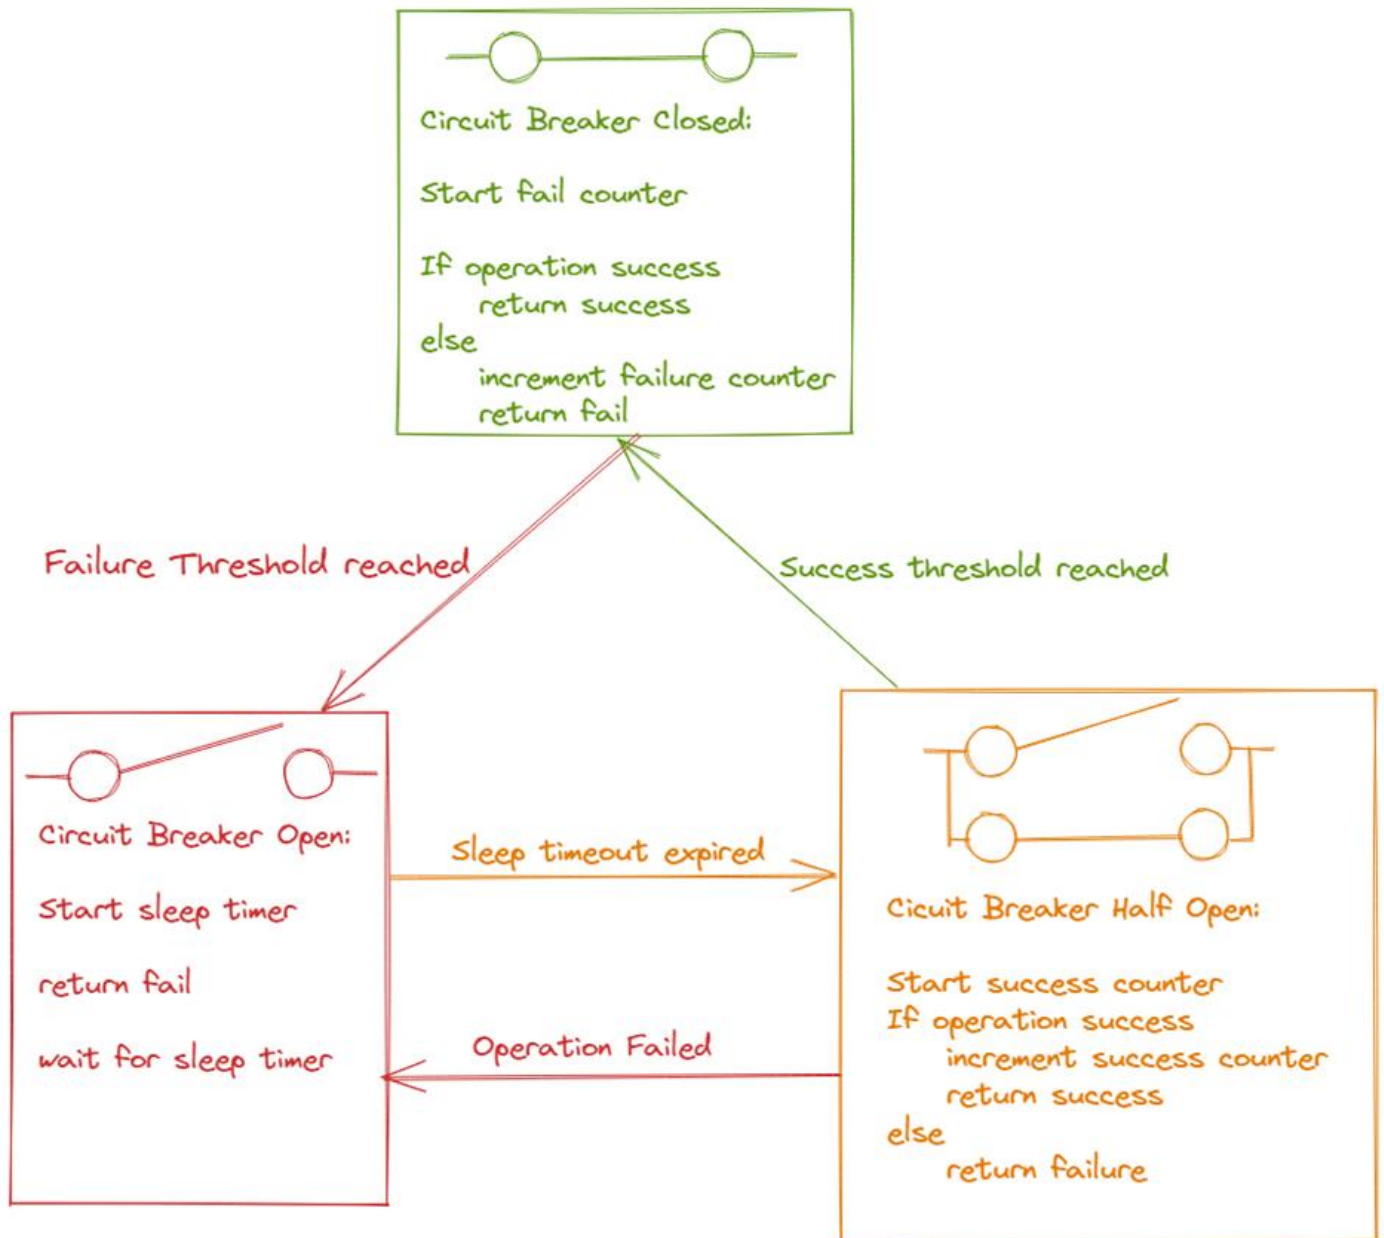 Circuit Breaker Closed:
Start fail counter
If operation success
return success
else
increment failure counter
return fail
Failure Threshold reached
Success threshold reached
Circuit Breaker Open:
Start sleep timer
return fail
wait for sleep timer
Sleep timeout expired
Operation Failed
Cicuit Breaker Half Open:
Start success counter
If operation success
increment success counter
return success
else
return failure